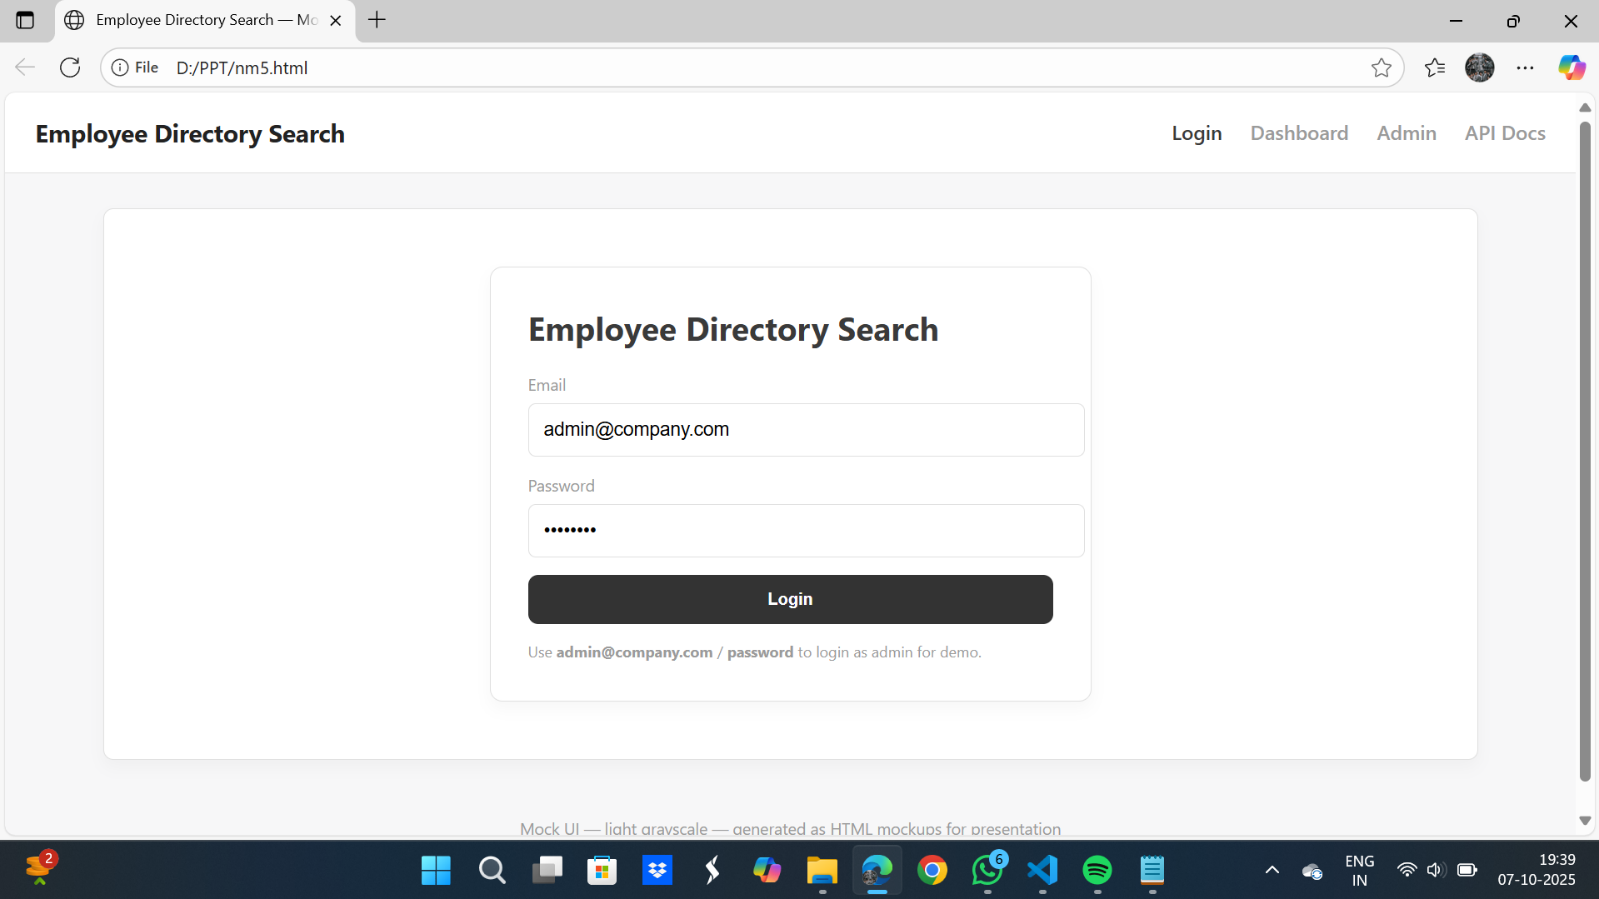 Employee Directory Search — Mo
File D:/PPT/nm5.html
Employee Directory Search
Login Dashboard Admin API Docs
Employee Directory Search
Email
admin@company.com
Password
••••••••
Login
Use admin@company.com / password to login as admin for demo.
Mock UI — light grayscale — generated as HTML mockups for presentation
2
6
ENG
IN
19:39
07-10-2025